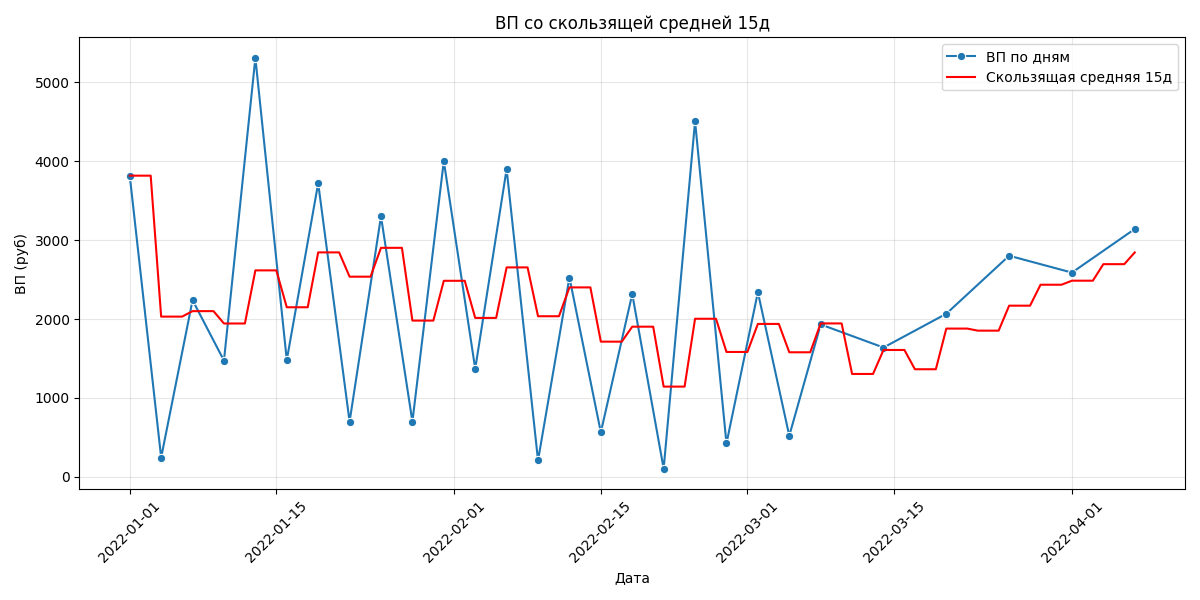 ВП со скользящей средней 15д
ВП по дням
Скользящая средняя 15д
ВП (руб)
5000
4000
3000
2000
1000
0
2022-01-01
2022-01-15
2022-02-01
2022-02-15
2022-03-01
2022-03-15
2022-04-01
Дата